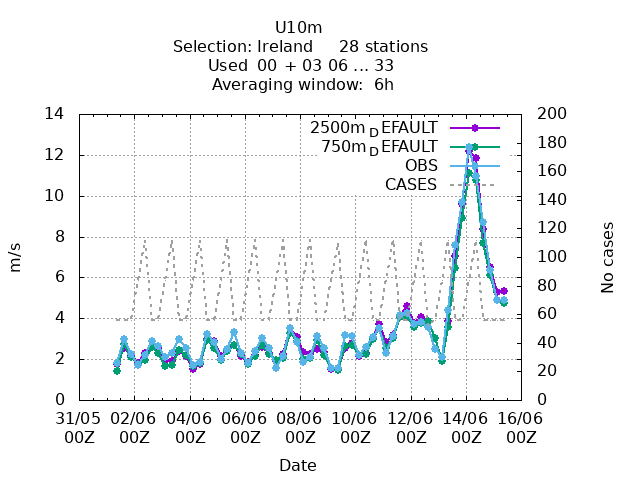 U10m
Selection: Ireland 28 stations
Used 00 + 03 06 ... 33
Averaging window: 6h
14 200
12 180
10 160
8 140
6 120
4 100
2 80
0 60
40
20
0
2500m_DEFAULT
750m_DEFAULT
OBS
CASES
m/s
No cases
31/05 02/06 04/06 06/06 08/06 10/06 12/06 14/06 16/06
00Z 00Z 00Z 00Z 00Z 00Z 00Z 00Z 00Z
Date